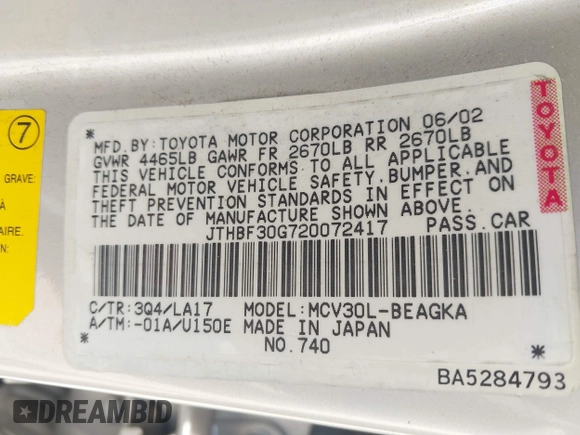 7
GRAVE:
À
AIRE.
MFD.BY:TOYOTA MOTOR CORPORATION 06/02
GVWR 4465LB GAWR FR 2670LB RR 2670LB
THIS VEHICLE CONFORMS TO ALL APPLICABLE
FEDERAL MOTOR VEHICLE SAFETY,BUMPER,AND
THEFT PREVENTION STANDARDS IN EFFECT ON
THE DATE OF MANUFACTURE SHOWN ABOVE.
JTHBF30G720072417 PASS.CAR
C/TR:3Q4/LA17 MODEL:MCV30L-BEAGKA
A/TM:-01A/U150E MADE IN JAPAN
NO.740
BA5284793
TOYOTA
DREAMBID